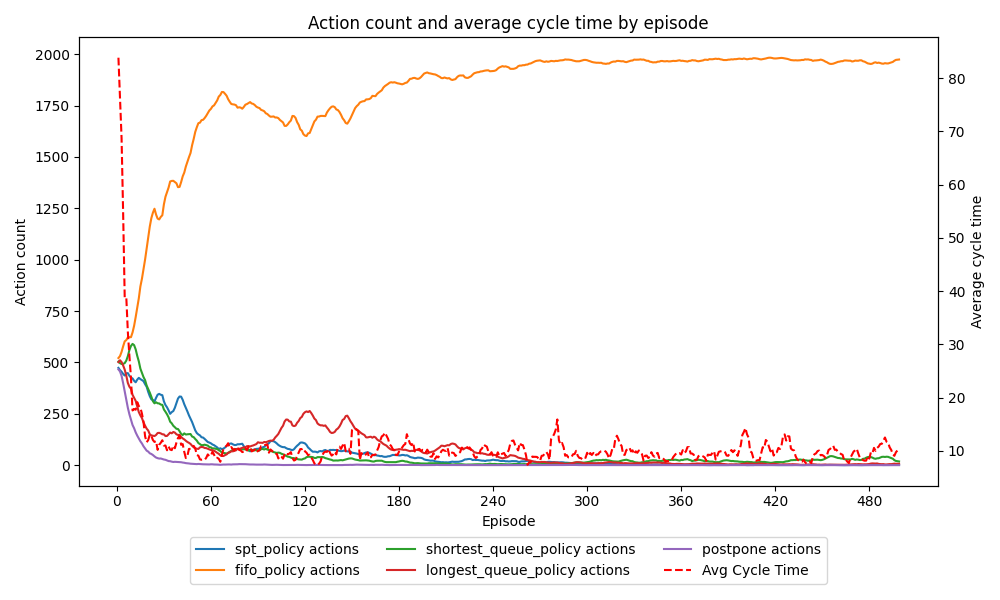 Action count and average cycle time by episode
2000
1750
1500
1250
1000
750
500
250
0
Action count
80
70
60
50
40
30
20
10
Average cycle time
0 60 120 180 240 300 360 420 480
Episode
spt_policy actions shortest_queue_policy actions postpone actions
fifo_policy actions longest_queue_policy actions Avg Cycle Time